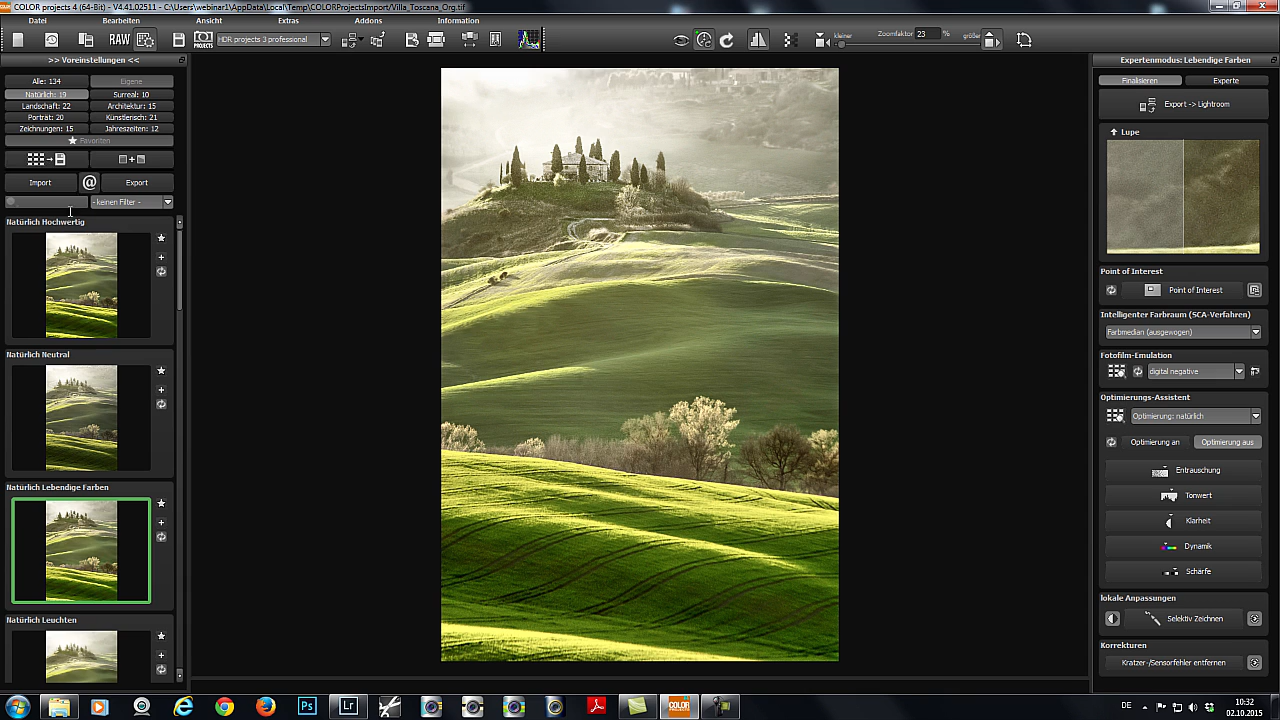 COLOR projects 4 (64-Bit) - V4.41.02511 - C:\Users\webinar1\AppData\Local\Temp\COLORProjectsImport/Villa_Toscana_Org.tif
Datei Bearbeiten Ansicht Extras Addons Information
RAW PROJECTS HDR projects 3 professional kleiner Zoomfaktor 23 % größer
>> Voreinstellungen <<
Alle: 134 Eigene
Natürlich: 19 Surreal: 10
Landschaft: 22 Architektur: 15
Porträt: 20 Künstlerisch: 21
Zeichnungen: 15 Jahreszeiten: 12
Favoriten
Import @ Export
- keinen Filter -
Natürlich Hochwertig
Natürlich Neutral
Natürlich Lebendige Farben
Natürlich Leuchten
Expertenmodus: Lebendige Farben
Finalisieren Experte
Export -> Lightroom
Lupe
Point of Interest
Point of Interest
Intelligenter Farbraum (SCA-Verfahren)
Farbmedian (ausgewogen)
Fotofilm-Emulation
digital negative
Optimierungs-Assistent
Optimierung: natürlich
Optimierung an Optimierung aus
Entrauschung
Tonwert
Klarheit
Dynamik
Schärfe
lokale Anpassungen
Selektiv Zeichnen
Korrekturen
Kratzer-/Sensorfehler entfernen
Ps Lr COLOR PROJECTS DE 10:32
02.10.2015